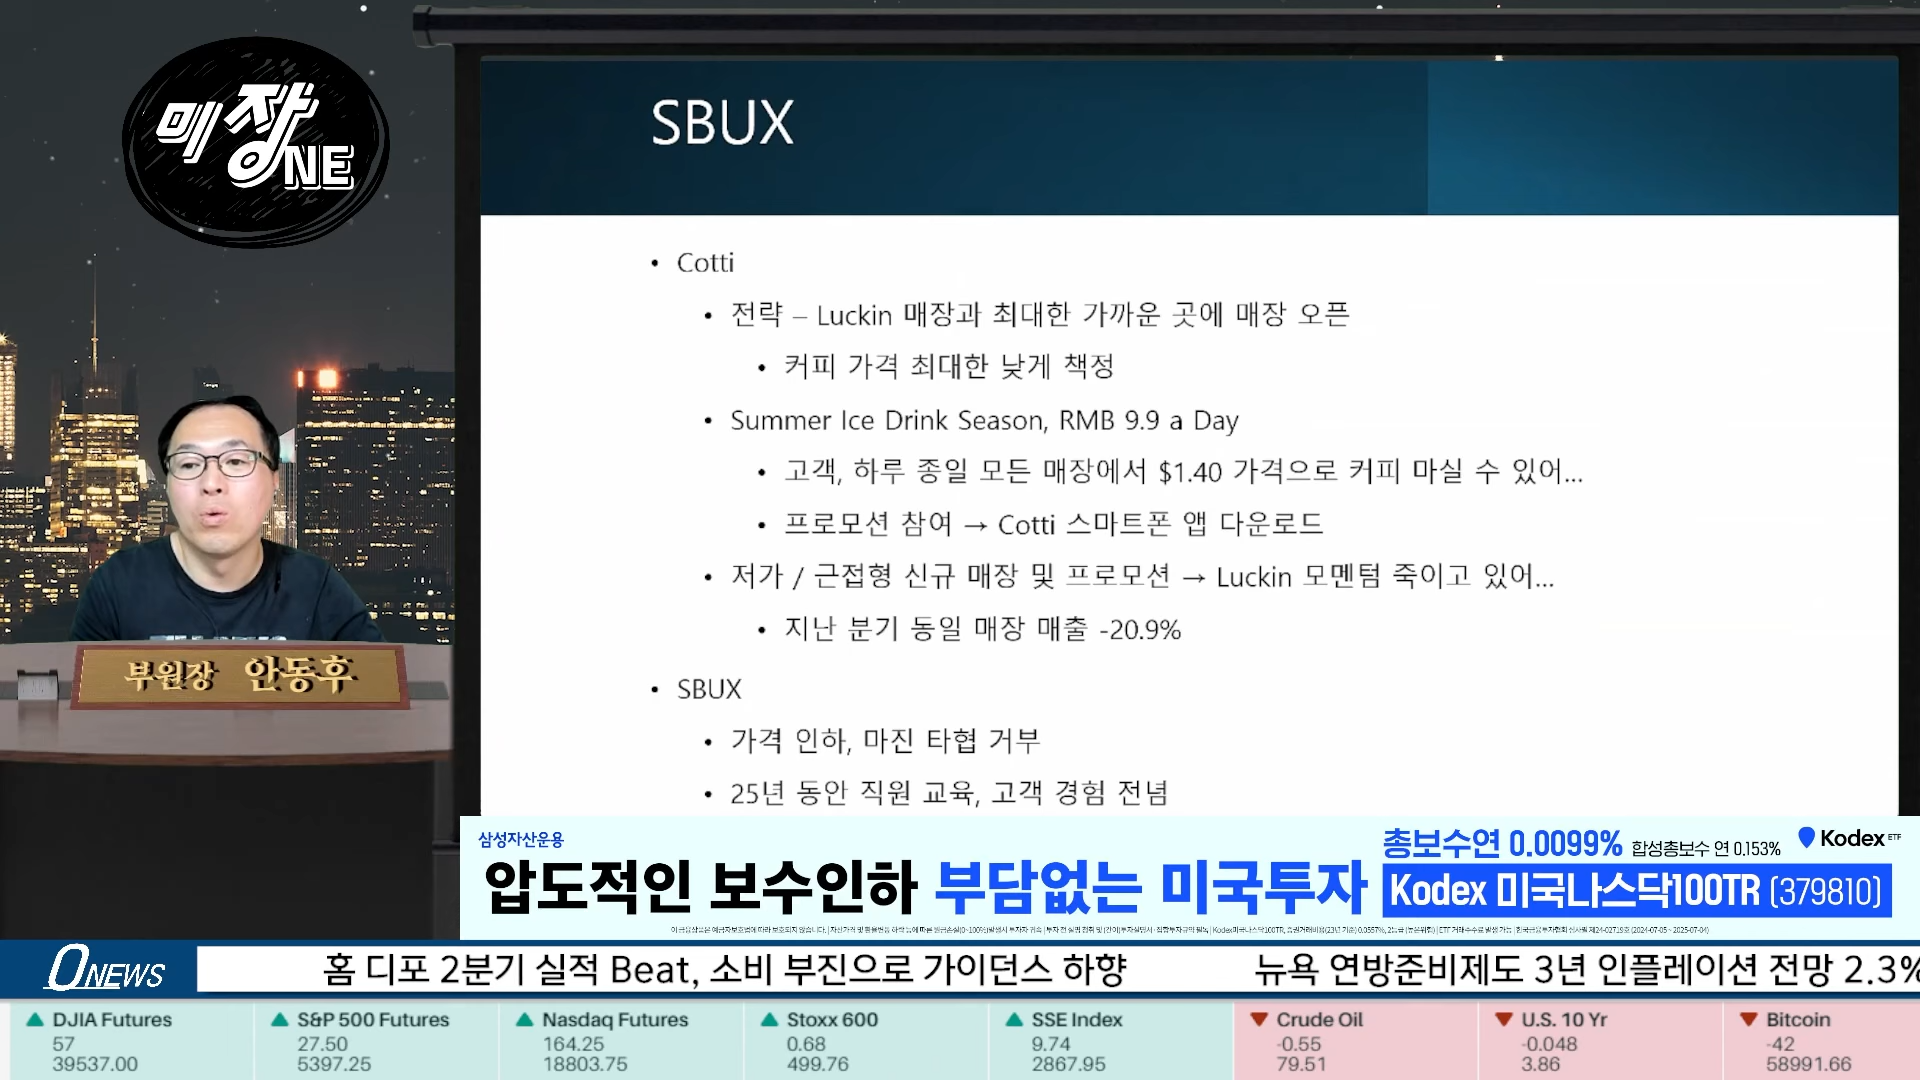 미장
ONE
SBUX
• Cotti
• 전략 – Luckin 매장과 최대한 가까운 곳에 매장 오픈
• 커피 가격 최대한 낮게 책정
• Summer Ice Drink Season, RMB 9.9 a Day
• 고객, 하루 종일 모든 매장에서 $1.40 가격으로 커피 마실 수 있어...
• 프로모션 참여 → Cotti 스마트폰 앱 다운로드
• 저가 / 근접형 신규 매장 및 프로모션 → Luckin 모멘텀 죽이고 있어...
• 지난 분기 동일 매장 매출 -20.9%
• SBUX
• 가격 인하, 마진 타협 거부
• 25년 동안 직원 교육, 고객 경험 전념
부원장 안동후
삼성자산운용
압도적인 보수인하 부담없는 미국투자
총보수연 0.0099% 합성총보수 연 0.153%
Kodex ETF
Kodex 미국나스닥100TR (379810)
ONEWS
홈 디포 2분기 실적 Beat, 소비 부진으로 가이던스 하향
뉴욕 연방준비제도 3년 인플레이션 전망 2.3%
▲ DJIA Futures
57
39537.00
▲ S&P 500 Futures
27.50
5397.25
▲ Nasdaq Futures
164.25
18803.75
▲ Stoxx 600
0.68
499.76
▲ SSE Index
9.74
2867.95
▼ Crude Oil
-0.55
79.51
▼ U.S. 10 Yr
-0.048
3.86
▼ Bitcoin
-42
58991.66